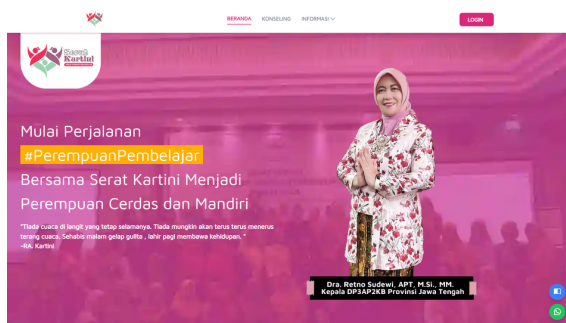 BERANDA KONSELING INFORMASI
LOGIN
Serat
Kartini
Mulai Perjalanan
#PerempuanPembelajar
Bersama Serat Kartini Menjadi
Perempuan Cerdas dan Mandiri
"Tiada cuaca di langit yang tetap selamanya. Tiada mungkin akan terus terus menerus
terang cuaca. Sehabis malam gelap gulita , lahir pagi membawa kehidupan. "
-RA. Kartini
Dra. Retno Sudewi, APT, M.Si., MM.
Kepala DP3AP2KB Provinsi Jawa Tengah